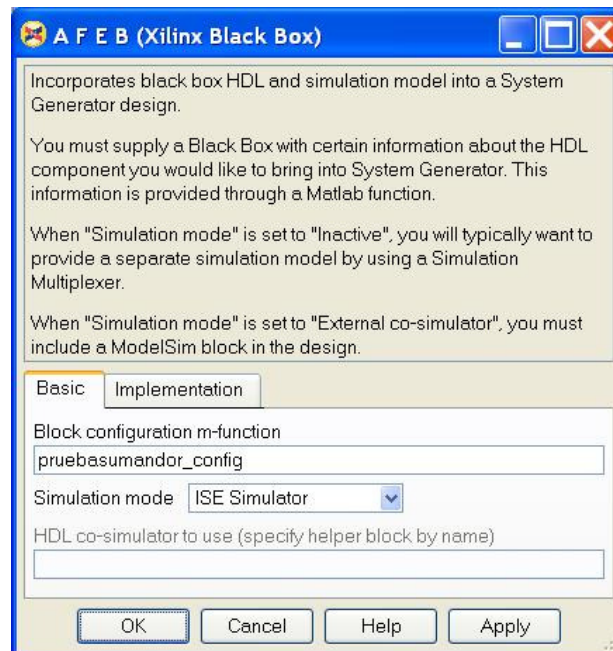 A F E B (Xilinx Black Box)
Incorporates black box HDL and simulation model into a System
Generator design.
You must supply a Black Box with certain information about the HDL
component you would like to bring into System Generator. This
information is provided through a Matlab function.
When "Simulation mode" is set to "Inactive", you will typically want to
provide a separate simulation model by using a Simulation
Multiplexer.
When "Simulation mode" is set to "External co-simulator", you must
include a ModelSim block in the design.
Basic Implementation
Block configuration m-function
pruebasumandor_config
Simulation mode ISE Simulator
HDL co-simulator to use (specify helper block by name)
OK Cancel Help Apply